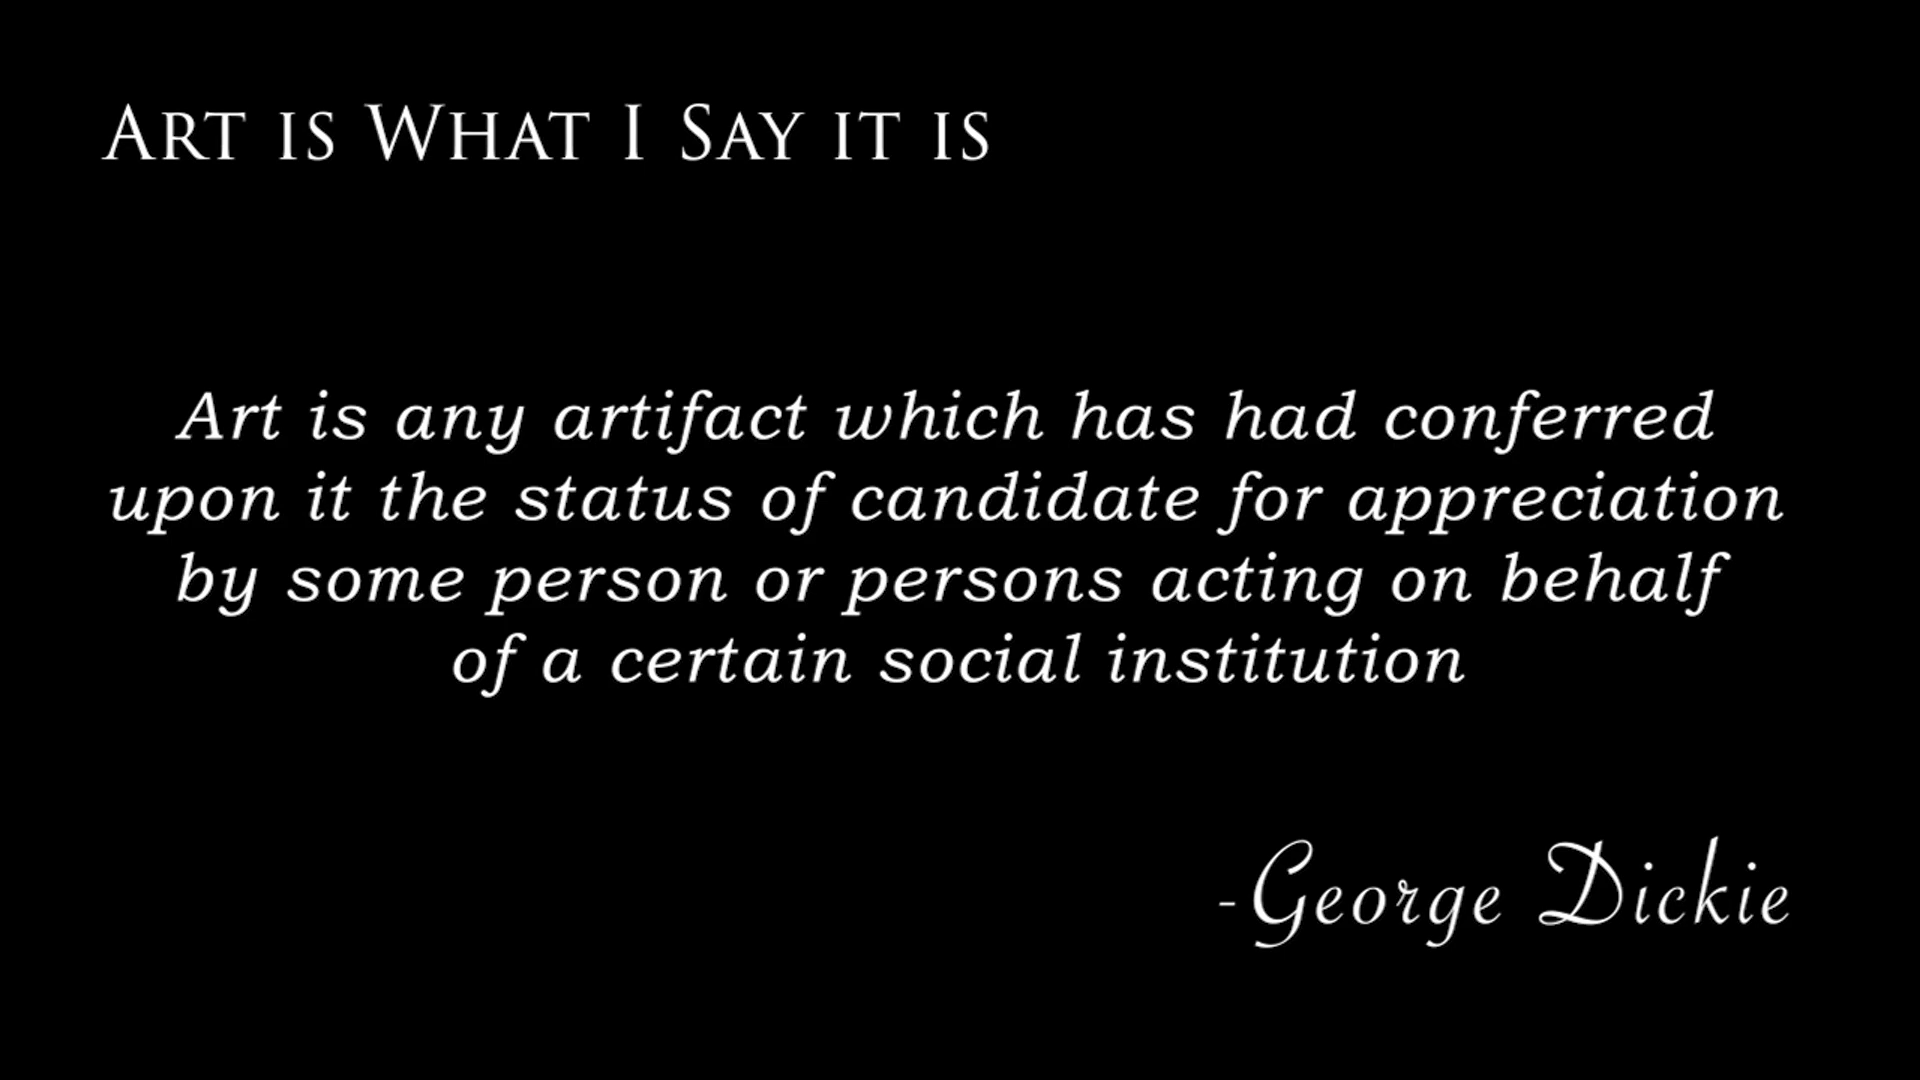 Art is What I Say it is
Art is any artifact which has had conferred
upon it the status of candidate for appreciation
by some person or persons acting on behalf
of a certain social institution
-George Dickie